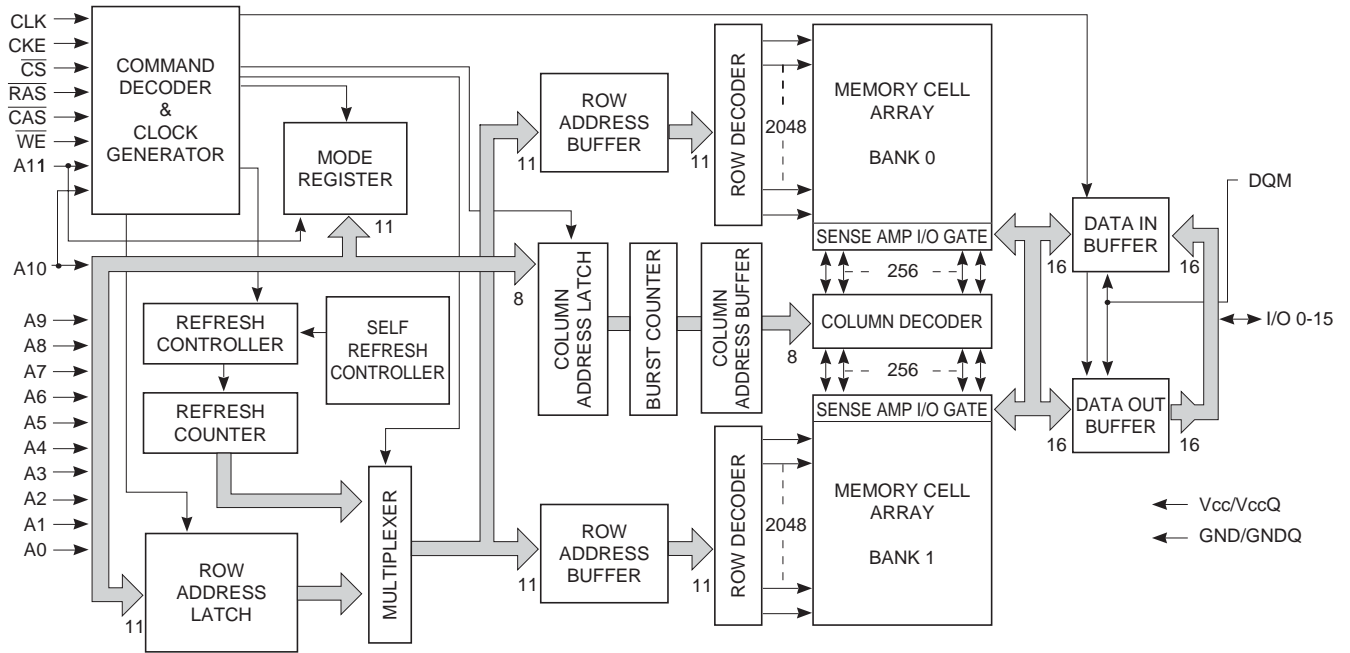 CLK
CKE
CS
RAS
CAS
WE
A11
A10
A9
A8
A7
A6
A5
A4
A3
A2
A1
A0
COMMAND
DECODER
&
CLOCK
GENERATOR
MODE
REGISTER
11
REFRESH
CONTROLLER
SELF
REFRESH
CONTROLLER
REFRESH
COUNTER
ROW
ADDRESS
LATCH
11
MULTIPLEXER
ROW
ADDRESS
BUFFER
11
11
ROW DECODER
2048
MEMORY CELL
ARRAY
BANK 0
SENSE AMP I/O GATE
256
8
COLUMN
ADDRESS LATCH
BURST COUNTER
COLUMN
ADDRESS BUFFER
8
COLUMN DECODER
256
SENSE AMP I/O GATE
MEMORY CELL
ARRAY
BANK 1
ROW
ADDRESS
BUFFER
11
11
ROW DECODER
2048
DQM
DATA IN
BUFFER
16
16
I/O 0-15
DATA OUT
BUFFER
16
16
Vcc/VccQ
GND/GNDQ